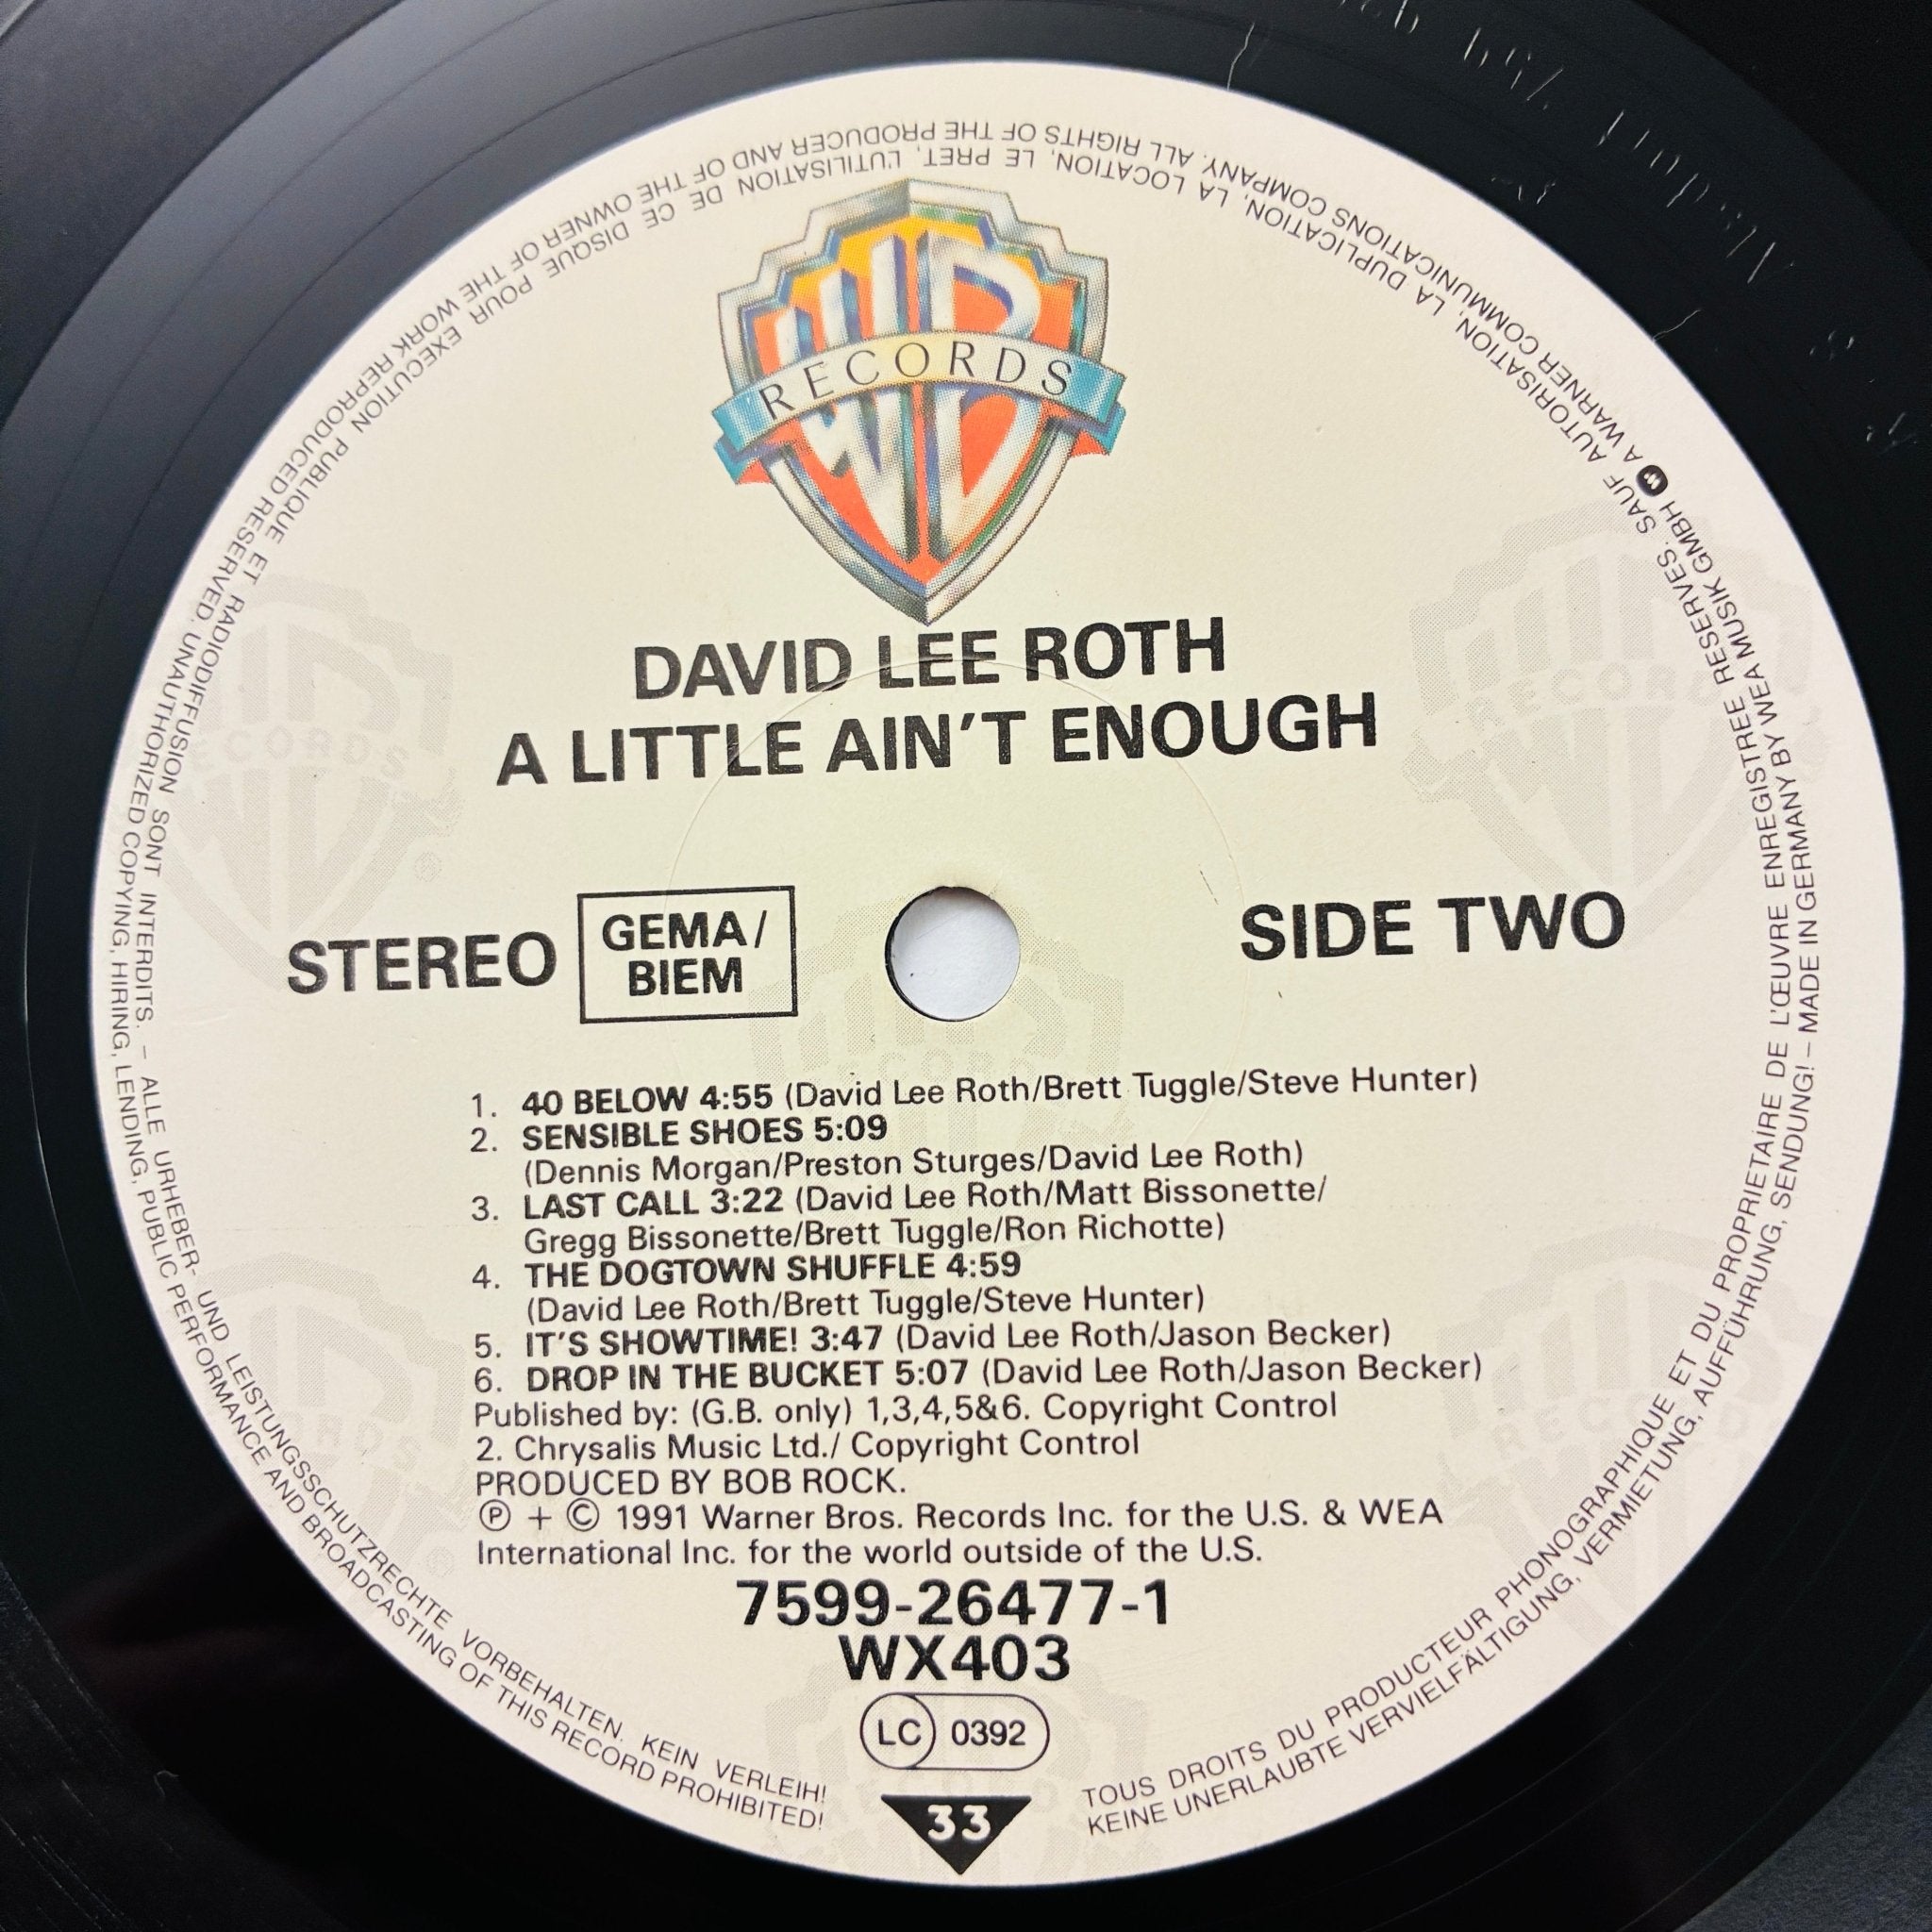 RECORDS
DAVID LEE ROTH
A LITTLE AIN'T ENOUGH
STEREO
GEMA/
BIEM
SIDE TWO
1. 40 BELOW 4:55 (David Lee Roth/Brett Tuggle/Steve Hunter)
2. SENSIBLE SHOES 5:09
(Dennis Morgan/Preston Sturges/David Lee Roth)
3. LAST CALL 3:22 (David Lee Roth/Matt Bissonette/
Gregg Bissonette/Brett Tuggle/Ron Richotte)
4. THE DOGTOWN SHUFFLE 4:59
(David Lee Roth/Brett Tuggle/Steve Hunter)
5. IT'S SHOWTIME! 3:47 (David Lee Roth/Jason Becker)
6. DROP IN THE BUCKET 5:07 (David Lee Roth/Jason Becker)
Published by: (G.B. only) 1,3,4,5&6. Copyright Control
2. Chrysalis Music Ltd./ Copyright Control
PRODUCED BY BOB ROCK.
Ⓟ + © 1991 Warner Bros. Records Inc. for the U.S. & WEA
International Inc. for the world outside of the U.S.
7599-26477-1
WX403
LC 0392
33
TOUS DROITS DU PRODUCTEUR PHONOGRAPHIQUE ET DU PROPRIETAIRE DE L'ŒUVRE ENREGISTREE RESERVES. SAUF AUTORISATION, LA DUPLICATION, LA LOCATION, LE PRET, L'UTILISATION DE CE DISQUE POUR EXECUTION PUBLIQUE ET RADIODIFFUSION SONT INTERDITS. – ALLE URHEBER- UND LEISTUNGSSCHUTZRECHTE VORBEHALTEN. KEIN VERLEIH!
KEINE UNERLAUBTE VERVIELFÄLTIGUNG, VERMIETUNG, AUFFÜHRUNG, SENDUNG! – MADE IN GERMANY BY WEA MUSIK GMBH A WARNER COMMUNICATIONS COMPANY. ALL RIGHTS OF THE PRODUCER AND OF THE OWNER OF THE WORK REPRODUCED RESERVED. UNAUTHORIZED COPYING, HIRING, LENDING, PUBLIC PERFORMANCE AND BROADCASTING OF THIS RECORD PROHIBITED!